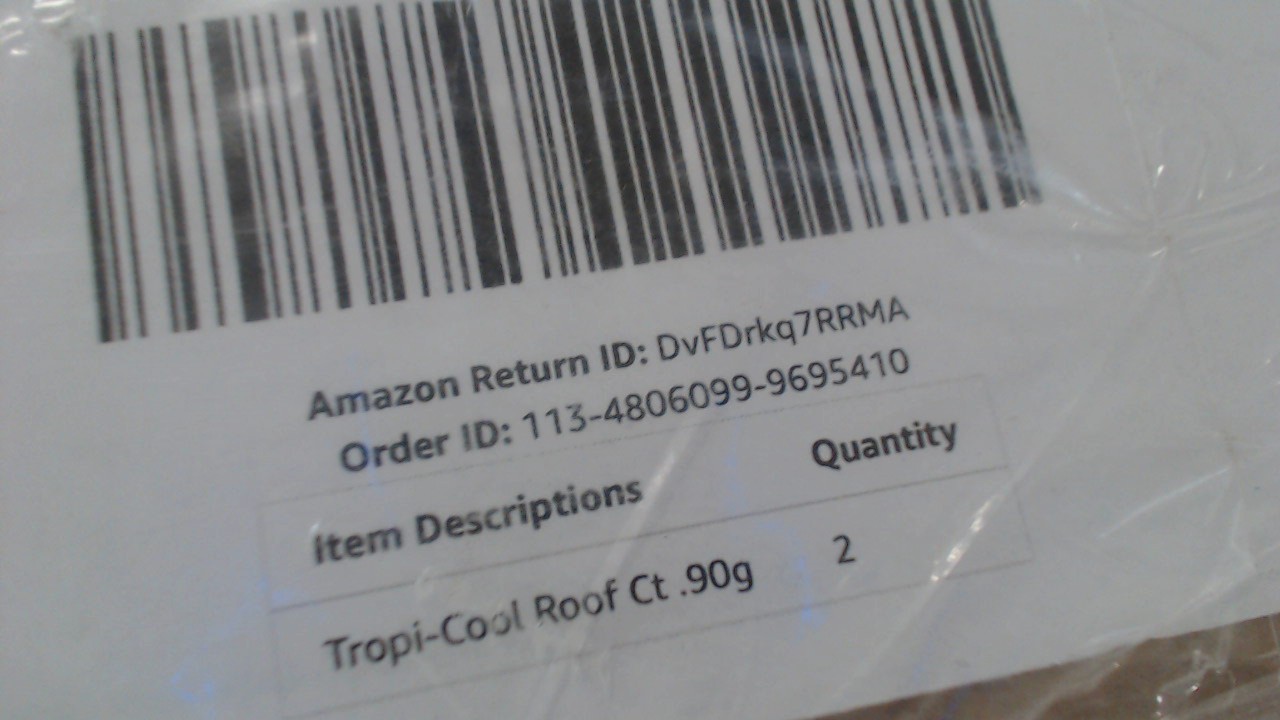 Amazon Return ID: DvFDrkq7RRMA
Order ID: 113-4806099-9695410
Item Descriptions Quantity
Tropi-Cool Roof Ct .90g 2